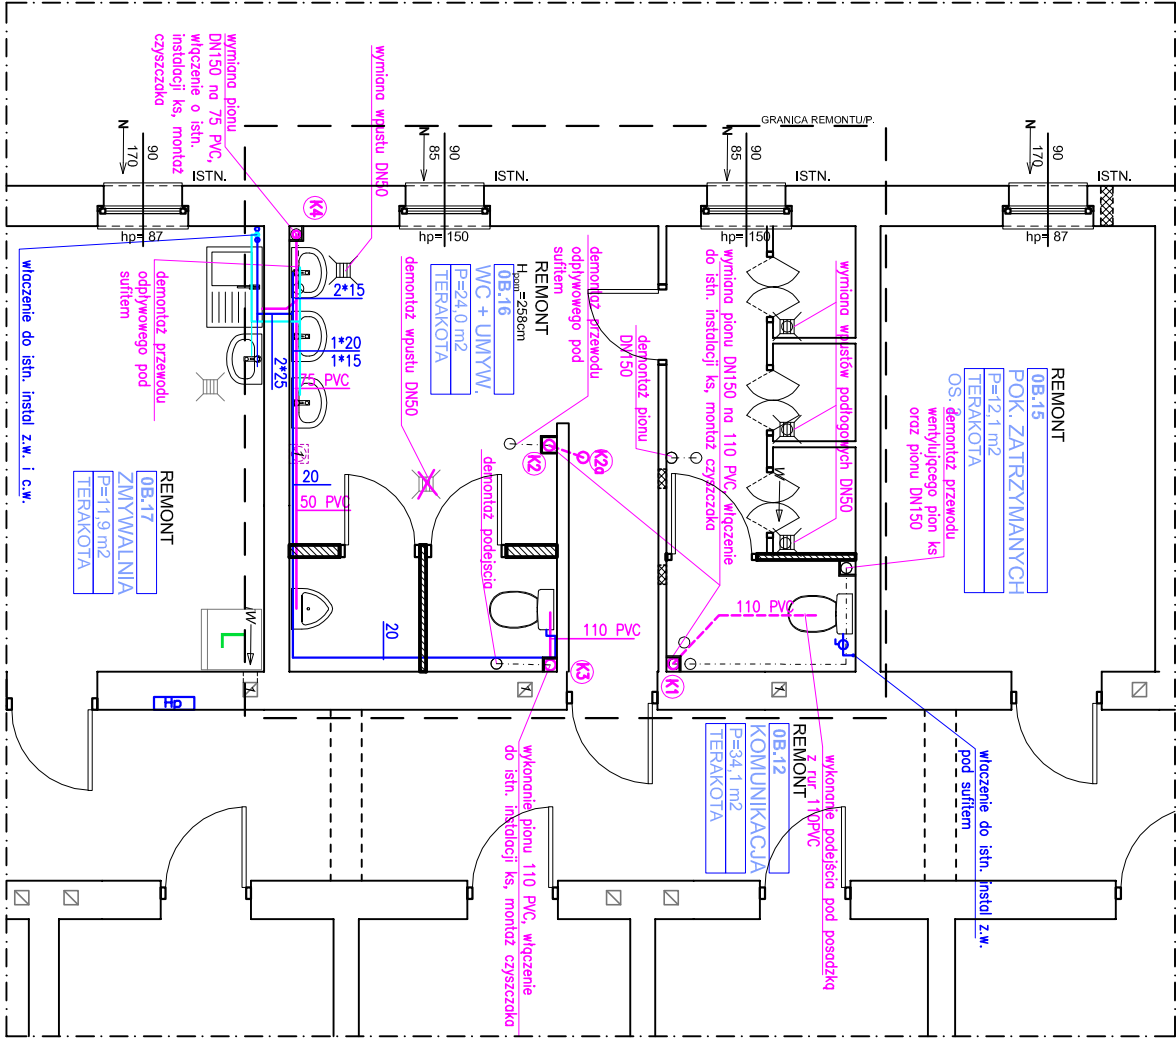 wymiana pionu
DN150 na 75 PVC,
włączenie o istn.
instalacji ks, montaż
czyszczaka
wymiana wpustu DN50
GRANICA REMONTU/P.
N
90
170
ISTN.
hp= 87
N
90
85
ISTN.
hp=150
N
90
85
ISTN.
hp=150
N
90
170
ISTN.
hp= 87
K4
włączenie do istn. instal z.w. i c.w.
demontaż przewodu
odpływowego pod
sufitem
2*15
1*20
1*15
2*25
75 PVC
20
50 PVC
20
demontaż wpustu DN50
REMONT
H pom=258cm
0B.16
WC + UMYW.
P=24,0 m2
TERAKOTA
demontaż przewodu
odpływowego pod
sufitem
demontaż pionu
DN150
wymiana pionu DN150 na 110 PVC, włączenie
do istn. instalacji ks, montaż czyszczaka
wymiana wpustów podłogowych DN50
REMONT
0B.15
POK. ZATRZYMANYCH
P=12,1 m2
TERAKOTA
demontaż przewodu
wentylującego pion ks
oraz pionu DN150
K2
K2a
demontaż podejscia
REMONT
0B.17
ZMYWALNIA
P=11,9 m2
TERAKOTA
W
W
L
Hp
110 PVC
110 PVC
K3
K1
REMONT
0B.12
KOMUNIKACJA
P=34,1 m2
TERAKOTA
wykonanie podejścia pod posadzką
z rur 110PVC
włączenie do istn. instal z.w.
pod sufitem
wykonanie pionu 110 PVC, włączenie
do istn. instalacji ks, montaż czyszczaka